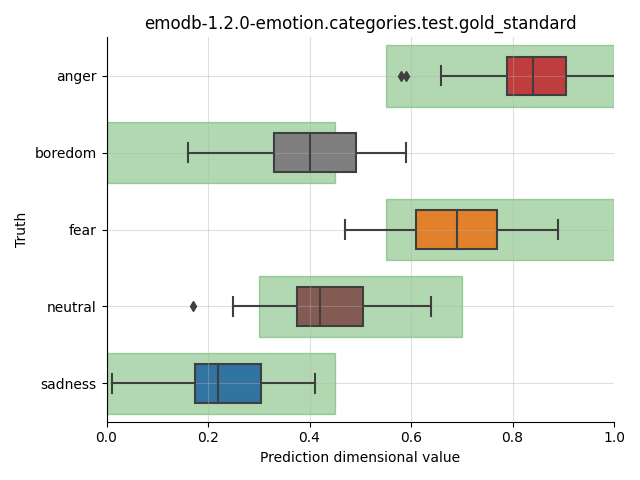 emodb-1.2.0-emotion.categories.test.gold_standard
Truth
anger
boredom
fear
neutral
sadness
0.0 0.2 0.4 0.6 0.8 1.0
Prediction dimensional value